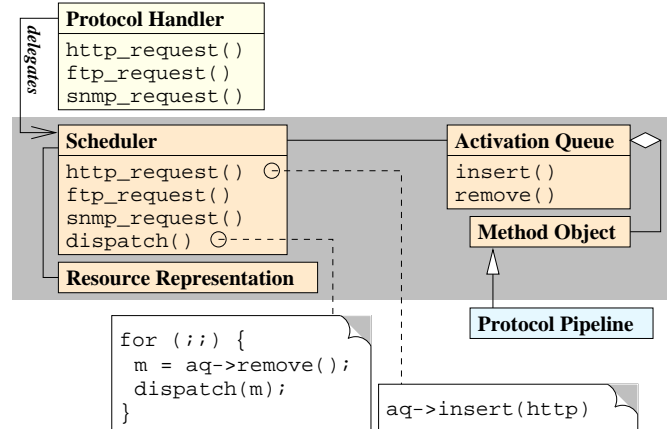 Protocol Handler
http_request()
ftp_request()
snmp_request()
delegates
Scheduler
http_request()
ftp_request()
snmp_request()
dispatch()
Resource Representation
Activation Queue
insert()
remove()
Method Object
Protocol Pipeline
for (;;) {
m = aq->remove();
dispatch(m);
}
aq->insert(http)